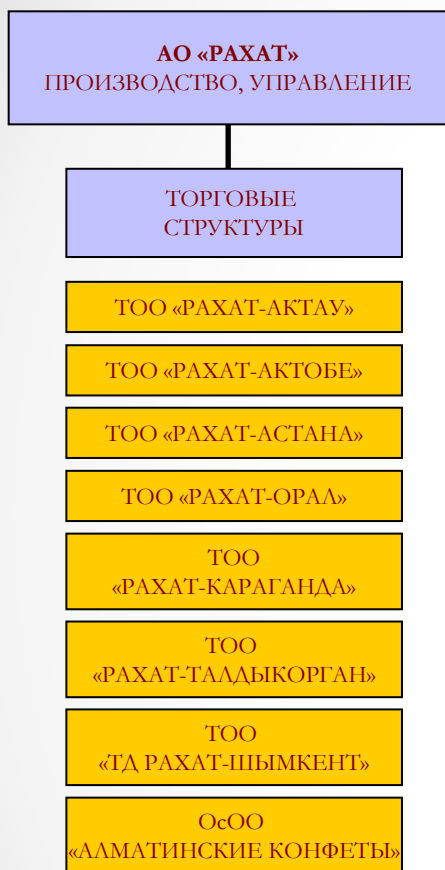 АО «РАХАТ»
ПРОИЗВОДСТВО, УПРАВЛЕНИЕ
ТОРГОВЫЕ
СТРУКТУРЫ
ТОО «РАХАТ-АКТАУ»
ТОО «РАХАТ-АКТОБЕ»
ТОО «РАХАТ-АСТАНА»
ТОО «РАХАТ-ОРАЛ»
ТОО
«РАХАТ-КАРАГАНДА»
ТОО
«РАХАТ-ТАЛДЫКОРГАН»
ТОО
«ТД РАХАТ-ШЫМКЕНТ»
ОсОО
«АЛМАТИНСКИЕ КОНФЕТЫ»